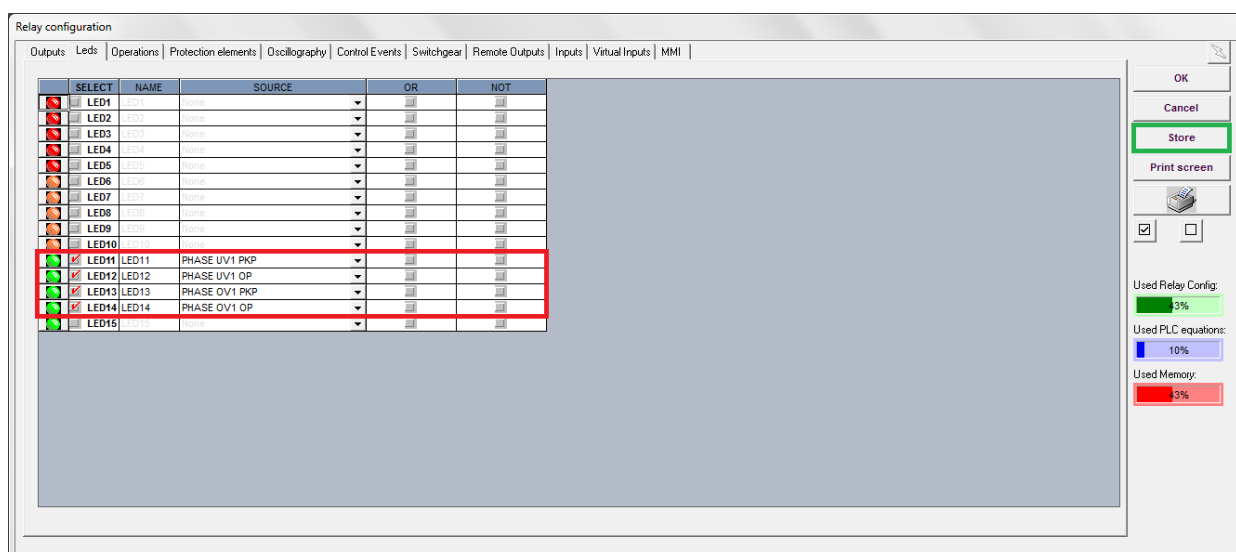 Relay configuration
Outputs Leds Operations Protection elements Oscillography Control Events Switchgear Remote Outputs Inputs Virtual Inputs MMI
SELECT NAME SOURCE OR NOT
LED1 LED1 None
LED2 LED2 None
LED3 LED3 None
LED4 LED4 None
LED5 LED5 None
LED6 LED6 None
LED7 LED7 None
LED8 LED8 None
LED9 LED9 None
LED10 LED10 None
LED11 LED11 PHASE UV1 PKP
LED12 LED12 PHASE UV1 OP
LED13 LED13 PHASE OV1 PKP
LED14 LED14 PHASE OV1 OP
LED15 LED15 None
OK
Cancel
Store
Print screen
Used Relay Config:
43%
Used PLC equations:
10%
Used Memory:
43%